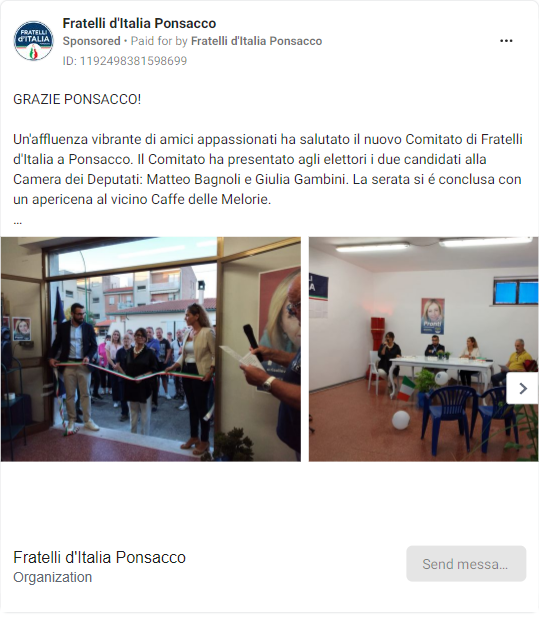 Fratelli d'Italia Ponsacco
Sponsored • Paid for by Fratelli d'Italia Ponsacco
ID: 1192498381598699
GRAZIE PONSACCO!
Un'affluenza vibrante di amici appassionati ha salutato il nuovo Comitato di Fratelli
d'Italia a Ponsacco. Il Comitato ha presentato agli elettori i due candidati alla
Camera dei Deputati: Matteo Bagnoli e Giulia Gambini. La serata si é conclusa con
un apericena al vicino Caffe delle Melorie.
...
FRATELLI
d'ITALIA
Pronti
Fratelli d'Italia Ponsacco
Organization
Send messa...